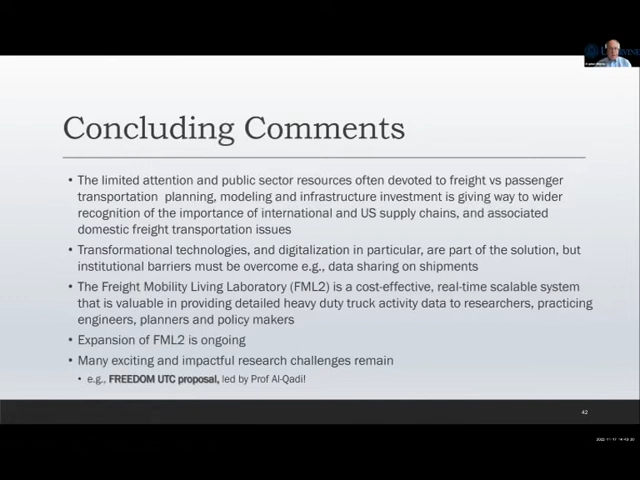 Concluding Comments
• The limited attention and public sector resources often devoted to freight vs passenger
transportation planning, modeling and infrastructure investment is giving way to wider
recognition of the importance of international and US supply chains, and associated
domestic freight transportation issues
• Transformational technologies, and digitalization in particular, are part of the solution, but
institutional barriers must be overcome e.g., data sharing on shipments
• The Freight Mobility Living Laboratory (FML2) is a cost-effective, real-time scalable system
that is valuable in providing detailed heavy duty truck activity data to researchers, practicing
engineers, planners and policy makers
• Expansion of FML2 is ongoing
• Many exciting and impactful research challenges remain
• e.g., FREEDOM UTC proposal, led by Prof Al-Qadi!
42